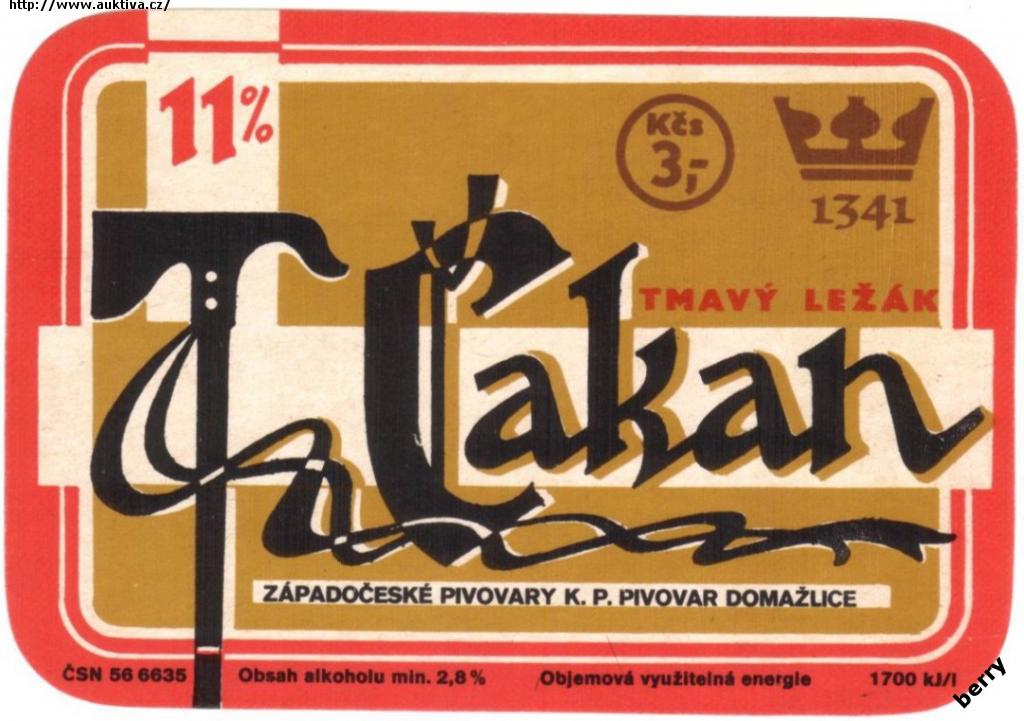 http://www.auktiva.cz/
11%
Kčs
3,-
1341
Čakan
TMAVÝ LEŽÁK
ZÁPADOČESKÉ PIVOVARY K. P. PIVOVAR DOMAŽLICE
ČSN 56 6635 Obsah alkoholu min. 2,8 % Objemová využitelná energie 1700 kJ/l
berry